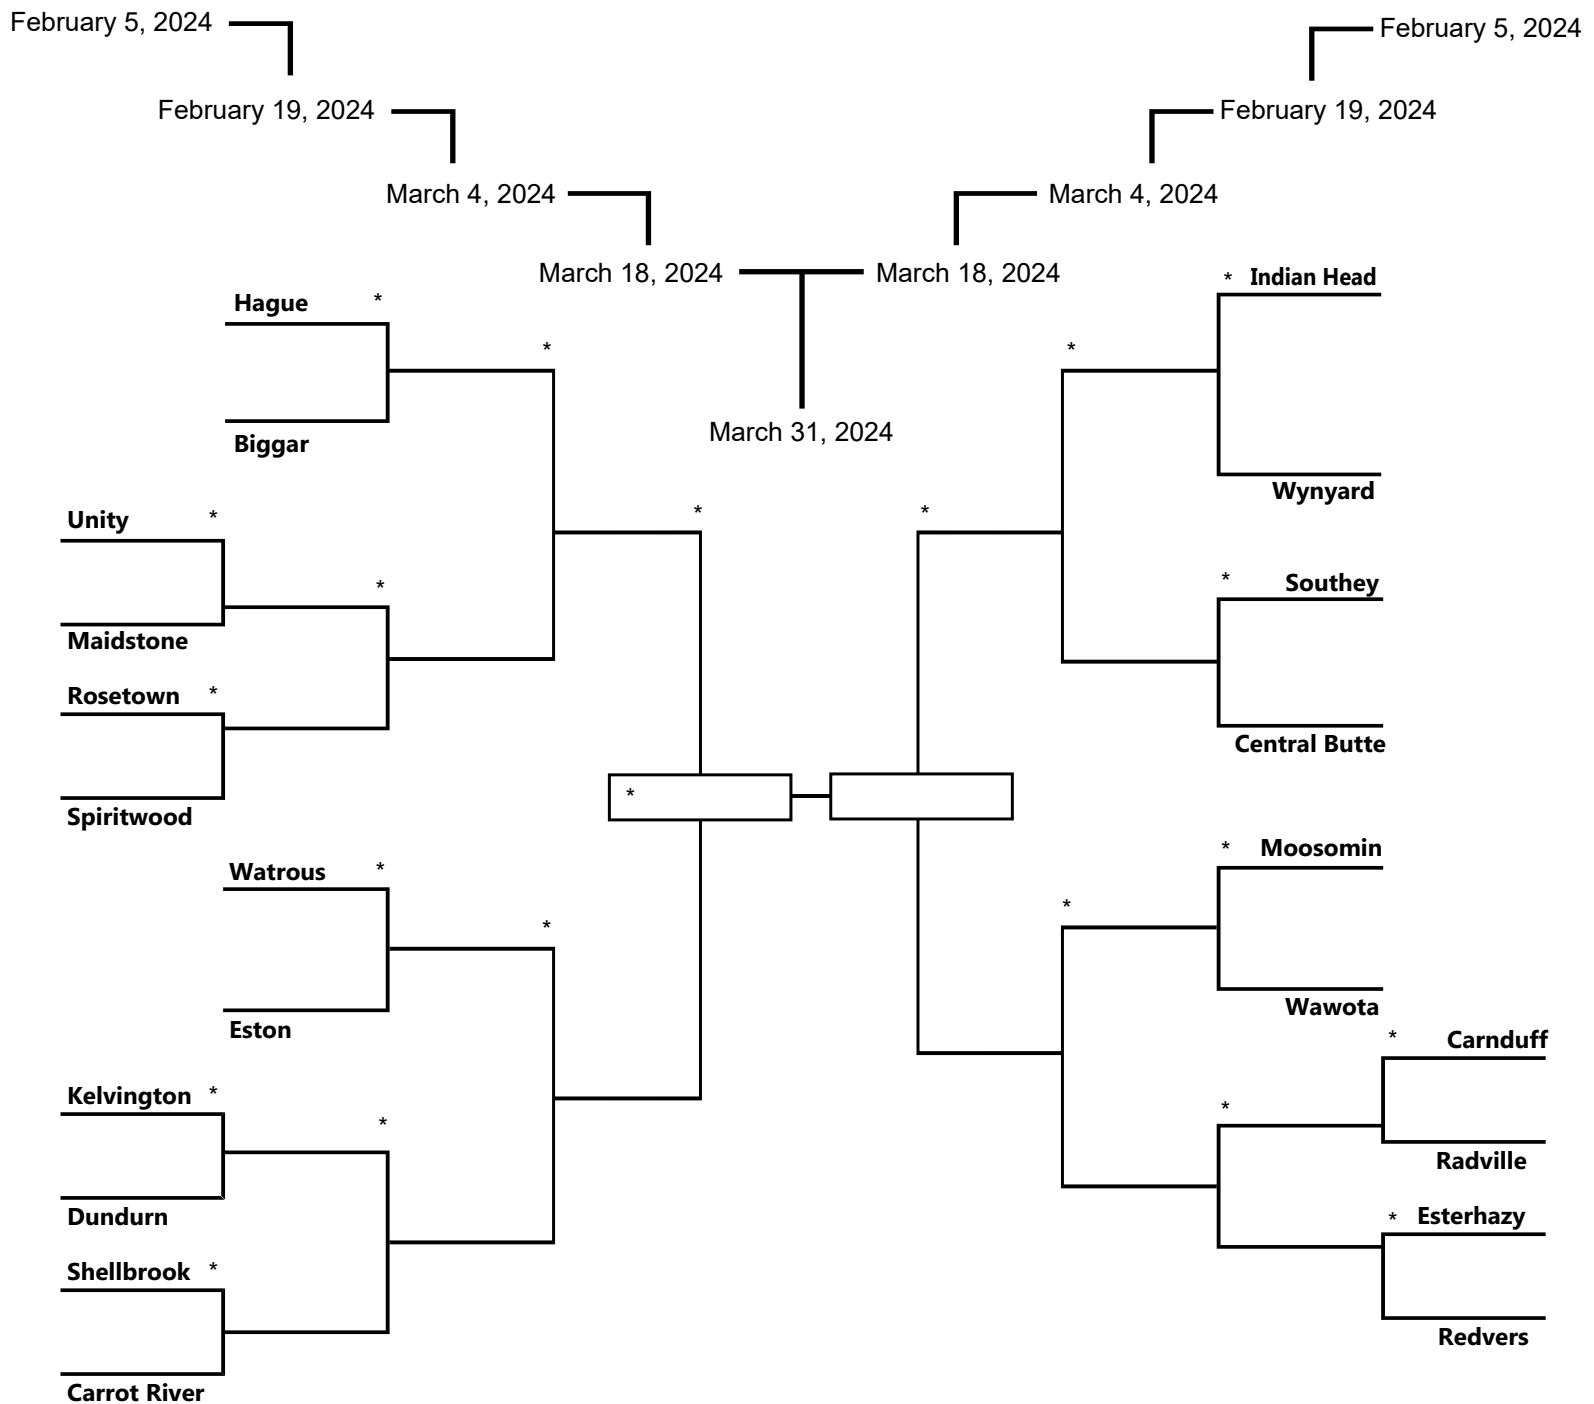 February 5, 2024
February 5, 2024
February 19, 2024
February 19, 2024
March 4, 2024
March 4, 2024
March 18, 2024
March 18, 2024
March 31, 2024
Hague *
*
Biggar
Unity *
*
Maidstone
Rosetown *
Spiritwood
*
*
Watrous *
*
Eston
Kelvington *
*
Dundurn
Shellbrook *
Carrot River
* Indian Head
*
Wynyard
*
* Southey
Central Butte
* Moosomin
*
Wawota
* Carnduff
*
Radville
* Esterhazy
Redvers